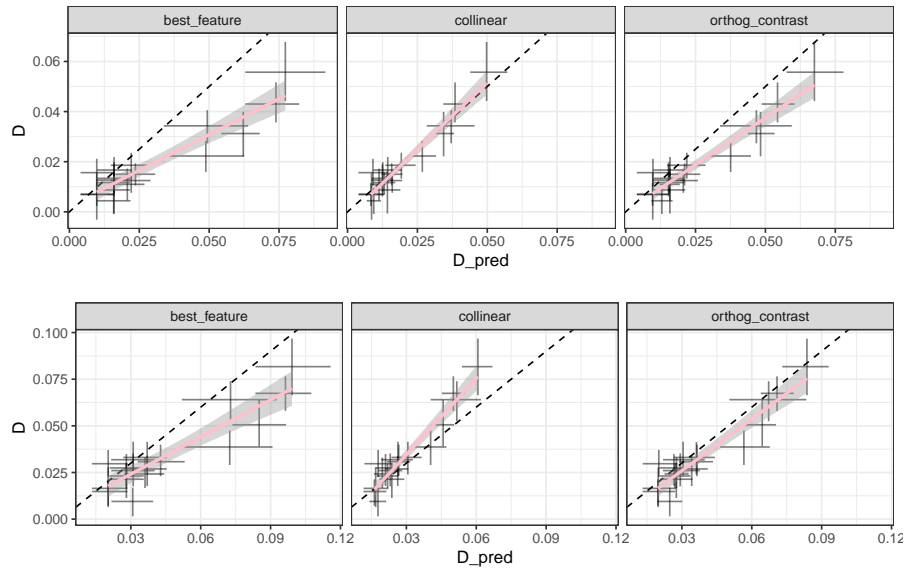 best_feature collinear orthog_contrast
0.06
0.04
0.02
0.00
D
0.000 0.025 0.050 0.075 0.000 0.025 0.050 0.075 0.000 0.025 0.050 0.075
D_pred
best_feature collinear orthog_contrast
0.100
0.075
0.050
0.025
0.000
D
0.03 0.06 0.09 0.12 0.03 0.06 0.09 0.12 0.03 0.06 0.09 0.12
D_pred